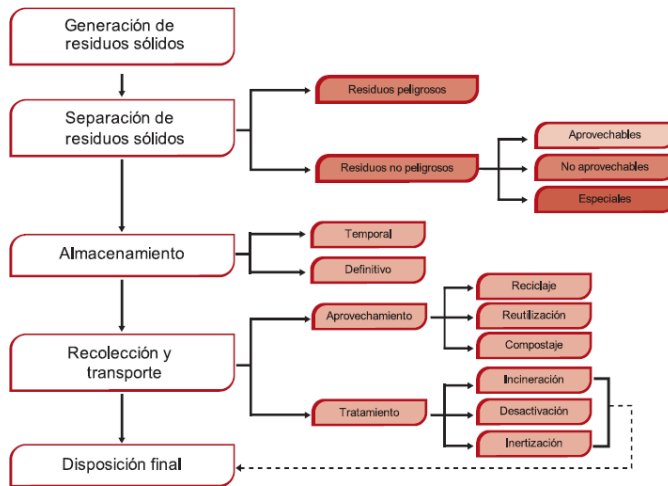 Generación de
residuos sólidos
Separación de
residuos sólidos
Residuos peligrosos
Residuos no peligrosos
Aprovechables
No aprovechables
Especiales
Almacenamiento
Temporal
Definitivo
Recolección y
transporte
Aprovechamiento
Reciclaje
Reutilización
Compostaje
Tratamiento
Incineración
Desactivación
Inertización
Disposición final